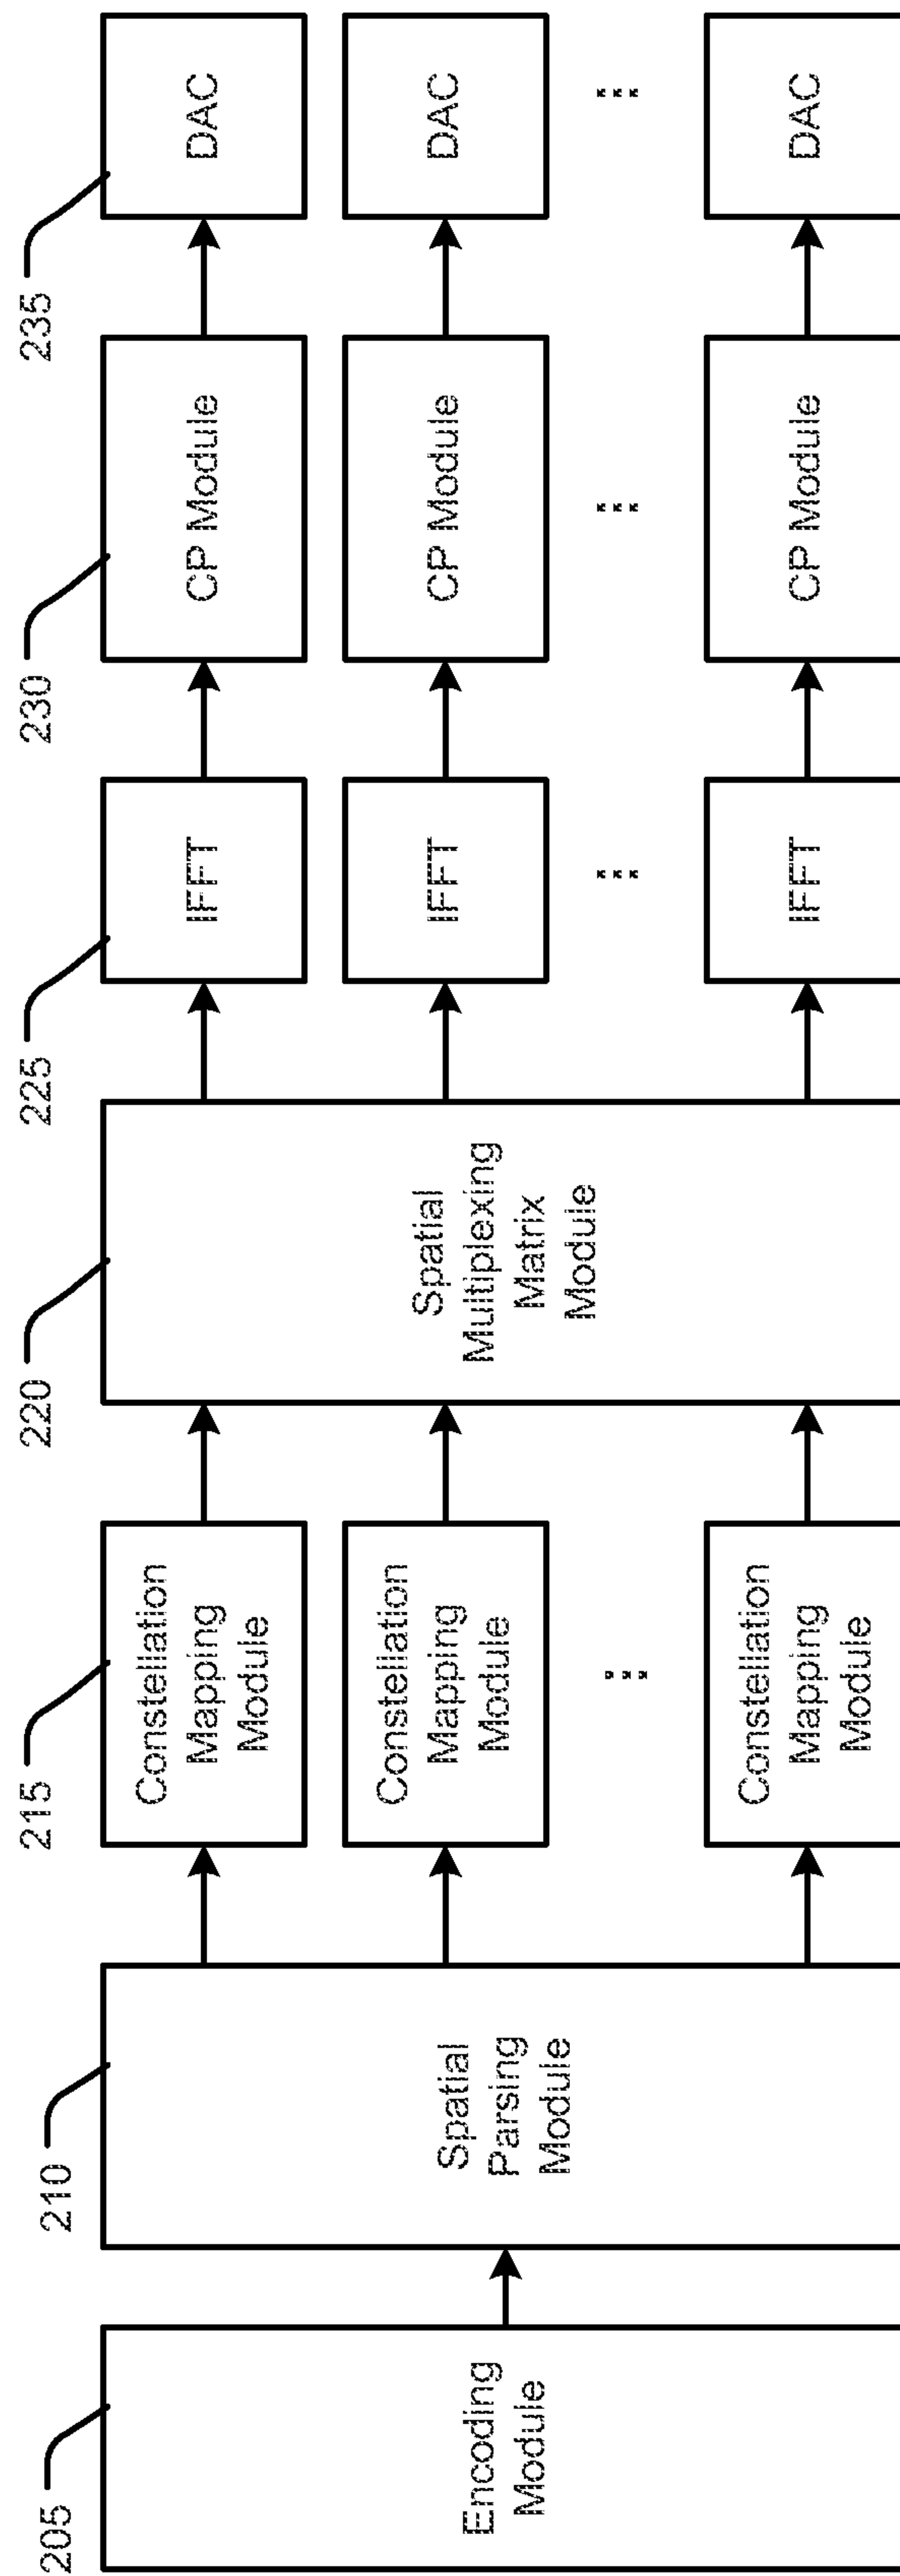 205
Encoding
Module
210
Spatial
Parsing
Module
215
Constellation
Mapping
Module
Constellation
Mapping
Module
...
Constellation
Mapping
Module
220
Spatial
Multiplexing
Matrix
Module
225
IFFT
IFFT
...
IFFT
230
CP Module
CP Module
...
CP Module
235
DAC
DAC
...
DAC